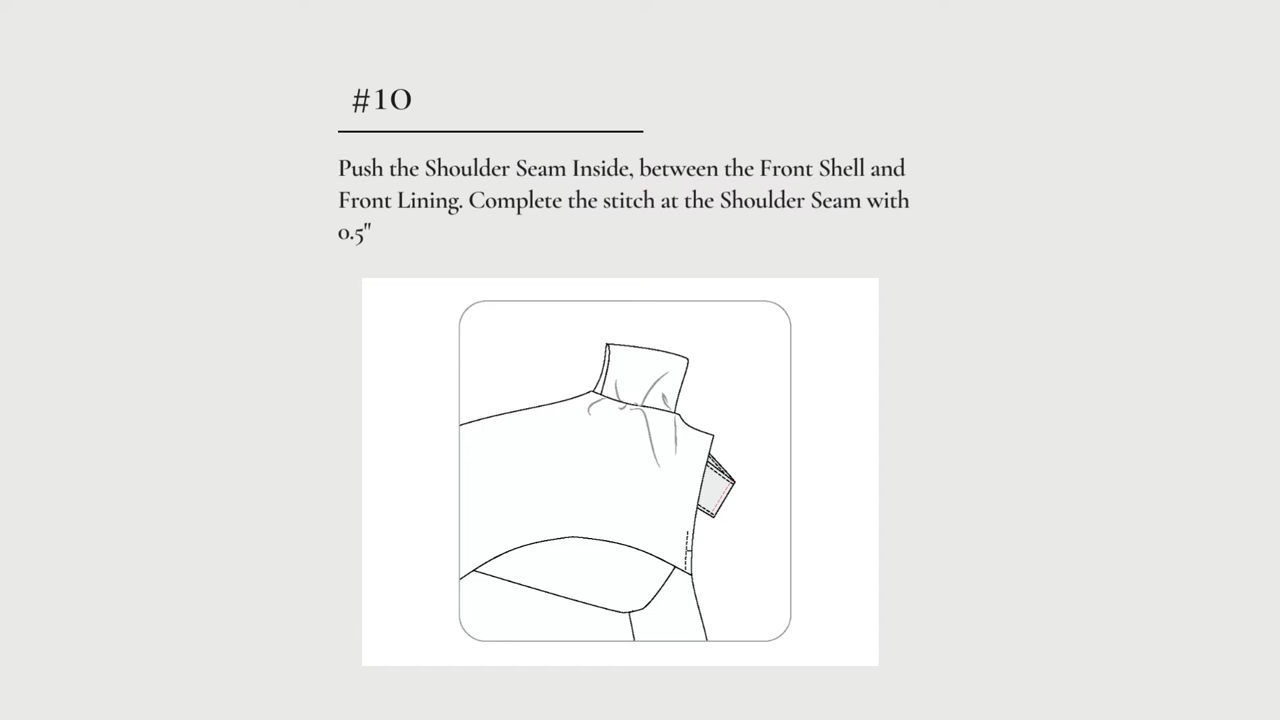 #10
Push the Shoulder Seam Inside, between the Front Shell and
Front Lining. Complete the stitch at the Shoulder Seam with
0.5"